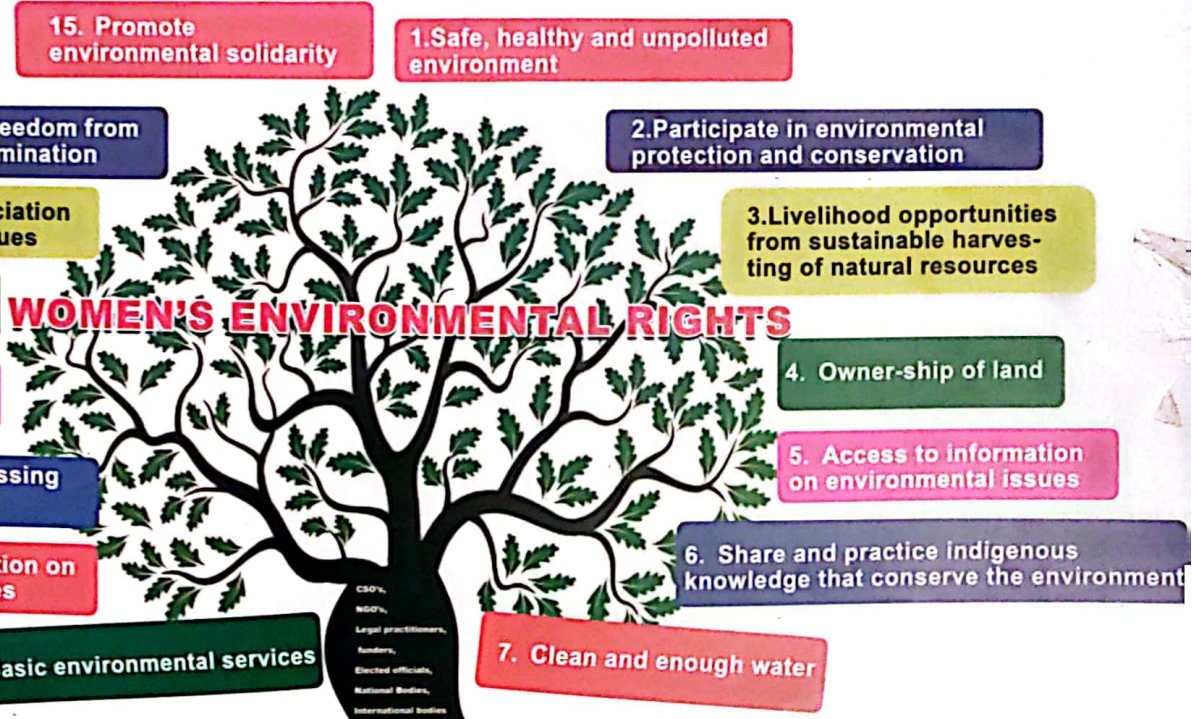 15. Promote
environmental solidarity
1.Safe, healthy and unpolluted
environment
eedom from
mination
2.Participate in environmental
protection and conservation
ciation
ues
3.Livelihood opportunities
from sustainable harves-
ting of natural resources
WOMEN'S ENVIRONMENTAL RIGHTS
4. Owner-ship of land
5. Access to information
on environmental issues
ssing
6. Share and practice indigenous
knowledge that conserve the environment
tion on
s
asic environmental services
7. Clean and enough water
CSO's,
NGO's,
Legal practitioners,
funders,
Elected officials,
National Bodies,
International bodies